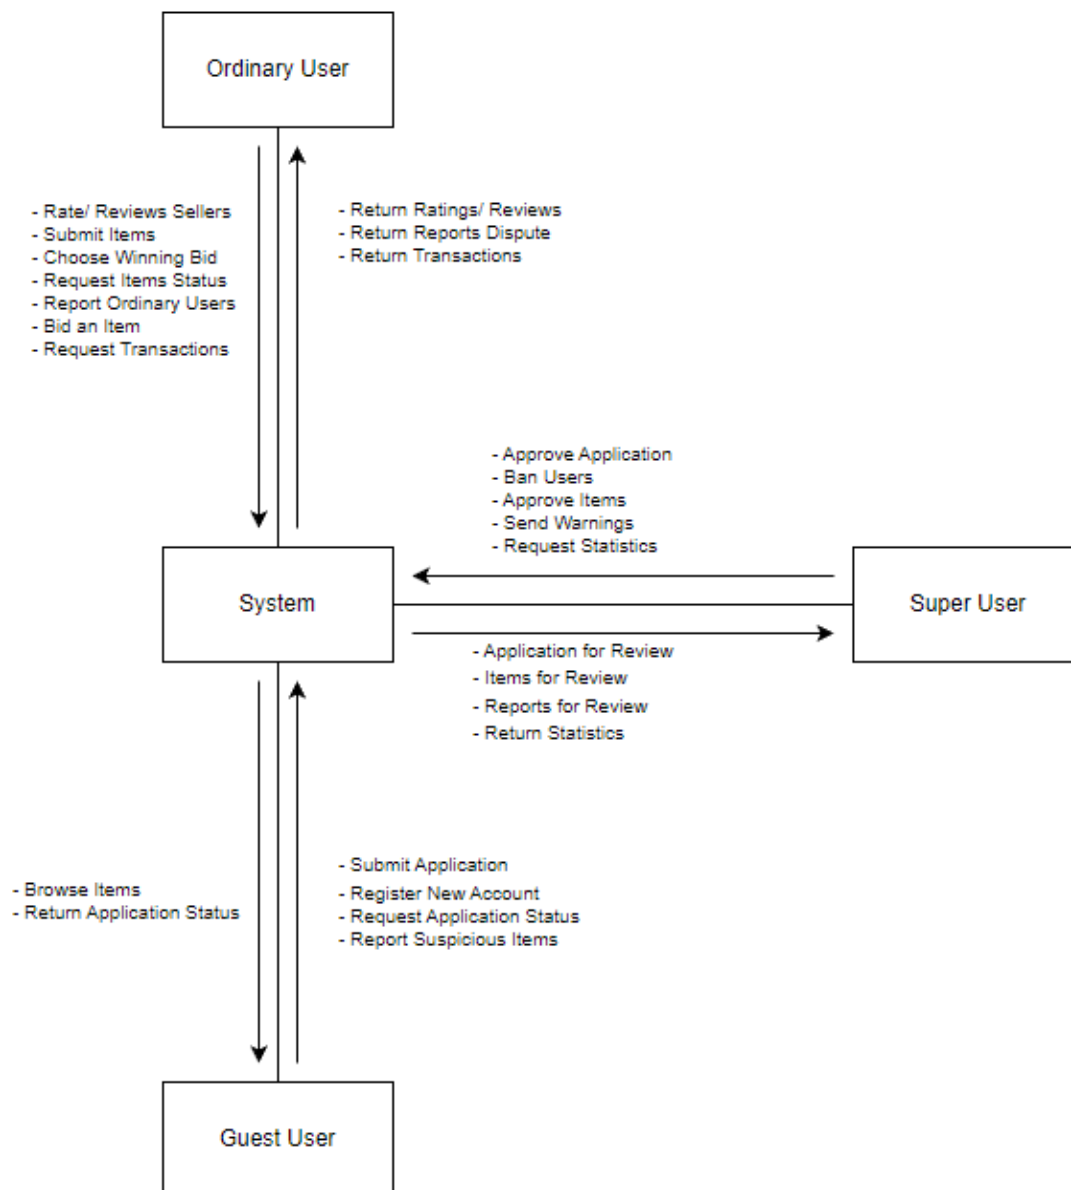 Ordinary User
- Rate/ Reviews Sellers
- Submit Items
- Choose Winning Bid
- Request Items Status
- Report Ordinary Users
- Bid an Item
- Request Transactions
- Return Ratings/ Reviews
- Return Reports Dispute
- Return Transactions
- Approve Application
- Ban Users
- Approve Items
- Send Warnings
- Request Statistics
System
Super User
- Application for Review
- Items for Review
- Reports for Review
- Return Statistics
- Browse Items
- Return Application Status
- Submit Application
- Register New Account
- Request Application Status
- Report Suspicious Items
Guest User